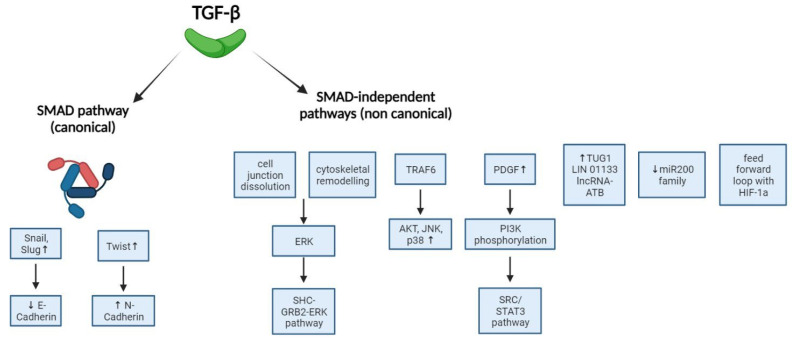 TGF-β
SMAD pathway
(canonical)
SMAD-independent
pathways (non canonical)
Snail,
Slug↑
↓ E-
Cadherin
Twist↑
↑ N-
Cadherin
cell
junction
dissolution
cytoskeletal
remodelling
ERK
SHC-
GRB2-ERK
pathway
TRAF6
AKT, JNK,
p38 ↑
PDGF↑
PI3K
phosphorylation
SRC/
STAT3
pathway
↑TUG1
LIN 01133
lncRNA-
ATB
↓miR200
family
feed
forward
loop with
HIF-1a